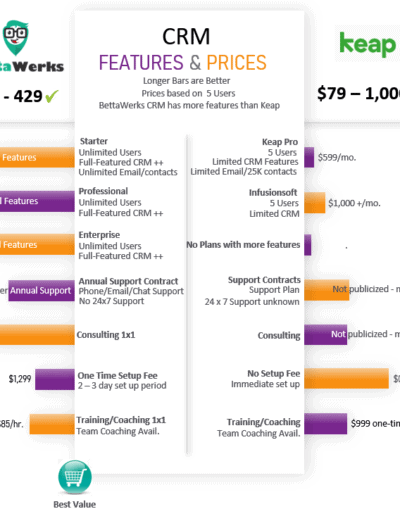 CRM
FEATURES & PRICES
Longer Bars are Better
Prices based on 5 Users
BettaWerks CRM has more features than Keap
ttaWerks
- 429
keap
$79 – 1,00
Starter
Unlimited Users
Full-Featured CRM ++
Unlimited Email/contacts
Features
Keap Pro
5 Users
Limited CRM Features
Limited Email/25K contacts
$599/mo.
Professional
Unlimited Users
Full-Featured CRM ++
l Features
Infusionsoft
5 Users
Limited CRM
$1,000 +/mo.
Enterprise
Unlimited Users
Full-Featured CRM ++
l Features
No Plans with more features
.
Annual Support Contract
Phone/Email/Chat Support
No 24x7 Support
er Annual Support
Support Contracts
Support Plan
24 x 7 Support unknown
Not publicized - m
Consulting 1x1
Consulting
Not publicized - m
$1,299
One Time Setup Fee
2 – 3 day set up period
No Setup Fee
Immediate set up
$0
85/hr.
Training/Coaching 1x1
Team Coaching Avail.
Training/Coaching
Team Coaching Avail.
$999 one-tim
Best Value